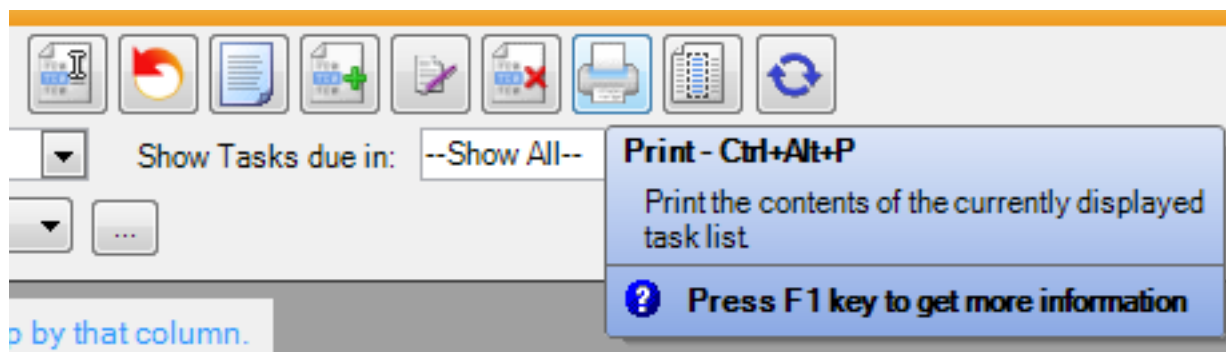 Show Tasks due in: --Show All--
Print - Ctrl+Alt+P
Print the contents of the currently displayed
task list.
...
Press F1 key to get more information
by that column.